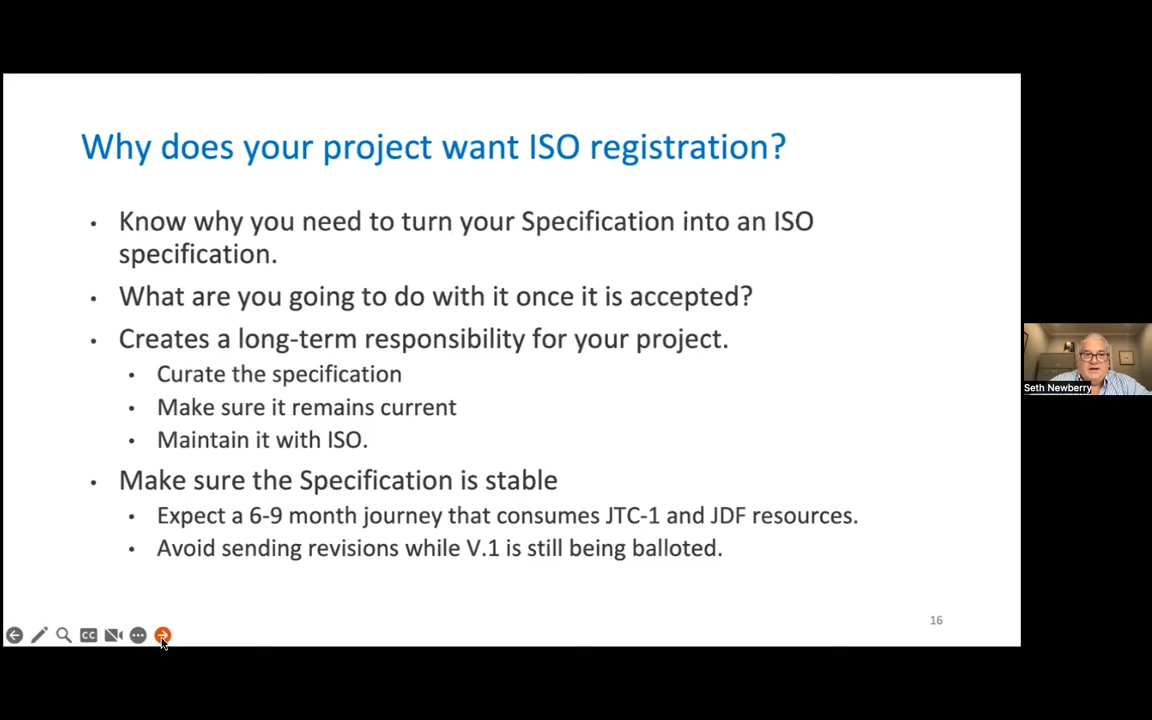 Why does your project want ISO registration?
• Know why you need to turn your Specification into an ISO
specification.
• What are you going to do with it once it is accepted?
• Creates a long-term responsibility for your project.
• Curate the specification
• Make sure it remains current
• Maintain it with ISO.
• Make sure the Specification is stable
• Expect a 6-9 month journey that consumes JTC-1 and JDF resources.
• Avoid sending revisions while V.1 is still being balloted.
16
CC
Seth Newberry